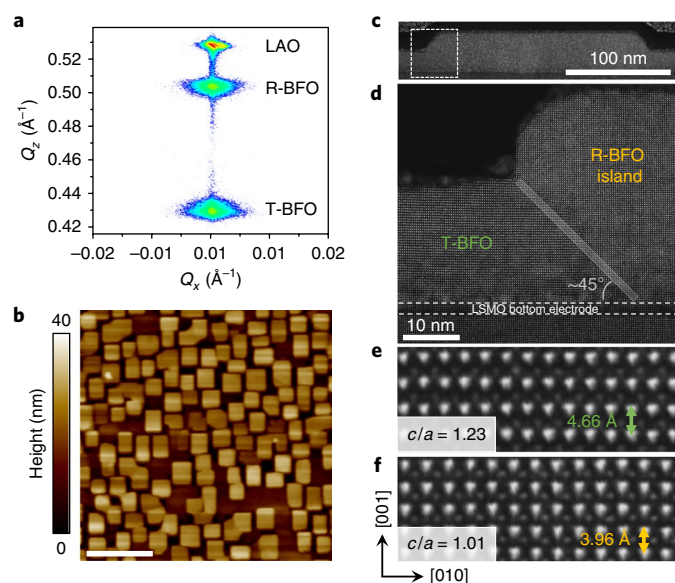 a
0.52
0.50
0.48
0.46
0.44
0.42
Qz (Å⁻¹)
LAO
R-BFO
T-BFO
–0.02
–0.01
0.01
0.01
0.02
Qx (Å⁻¹)
b
40
Height (nm)
0
c
100 nm
d
R-BFO
island
T-BFO
~45°
LSMO bottom electrode
10 nm
e
4.66 Å
c/a = 1.23
f
3.96 Å
c/a = 1.01
[001]
[010]